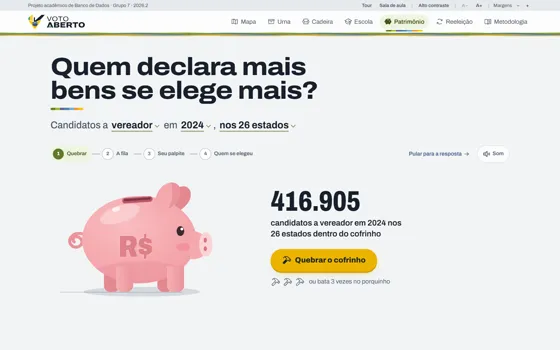 Projeto acadêmico de Banco de Dados · Grupo 7 · 2026.2
Tour
Sala de aula
Alto contraste
A-
A+
Margens
VOTO ABERTO
Mapa
Urna
Cadeira
Escola
Patrimônio
Reeleição
Metodologia
Quem declara mais
bens se elege mais?
Candidatos a vereador em 2024, nos 26 estados
1 Quebrar
2 A fila
3 Seu palpite
4 Quem se elegeu
Pular para a resposta →
Som
R$
416.905
candidatos a vereador em 2024 nos
26 estados dentro do cofrinho
Quebrar o cofrinho
ou bata 3 vezes no porquinho